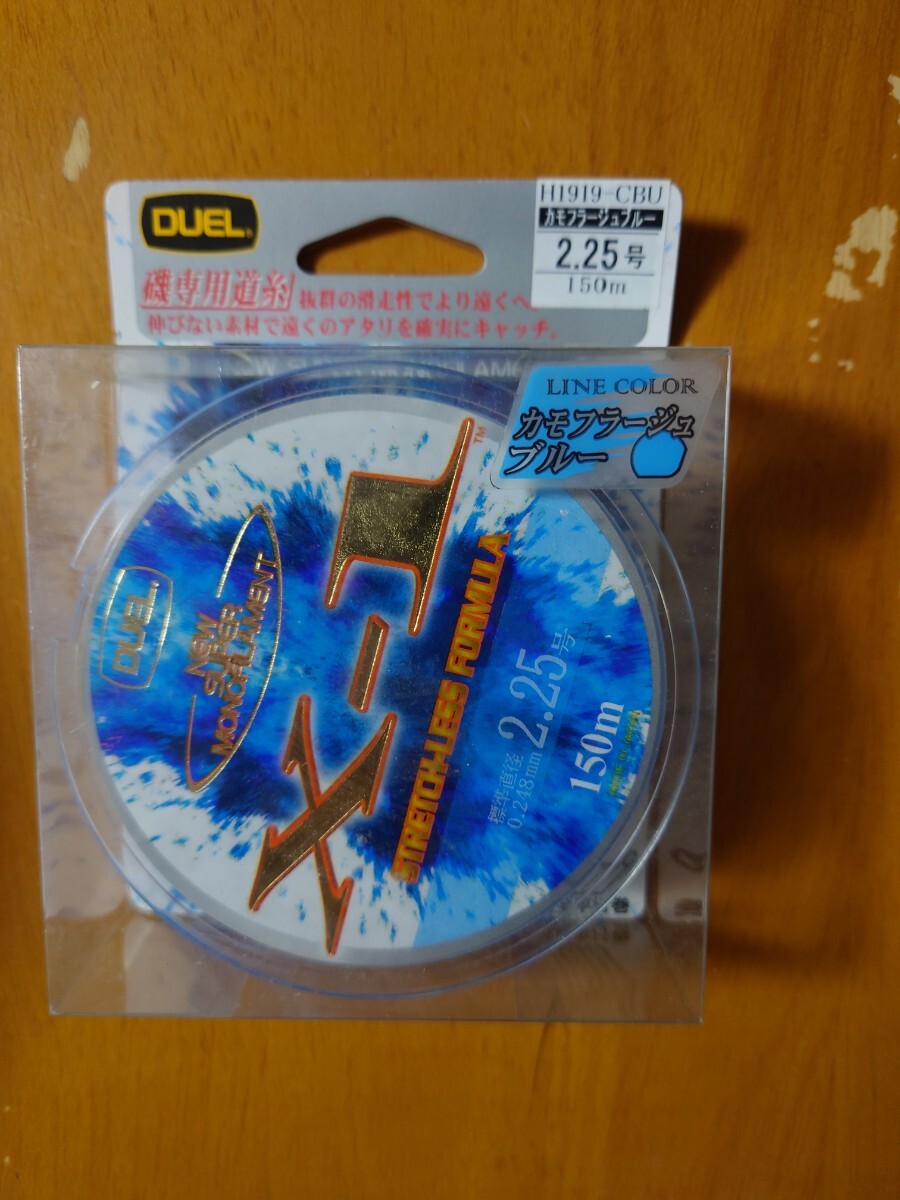 DUEL®
H1919-CBU
カモフラージュブルー
2.25号
150m
磯専用道糸 抜群の滑走性でより遠くへ。
伸びない素材で遠くのアタリを確実にキャッチ。
LINE COLOR
カモフラージュ
ブルー
DUEL®
NEW
SUPER
MONOFILAMENT
X-1™
STRETCH-LESS FORMULA
標準直径
0.248mm
2.25号
150m